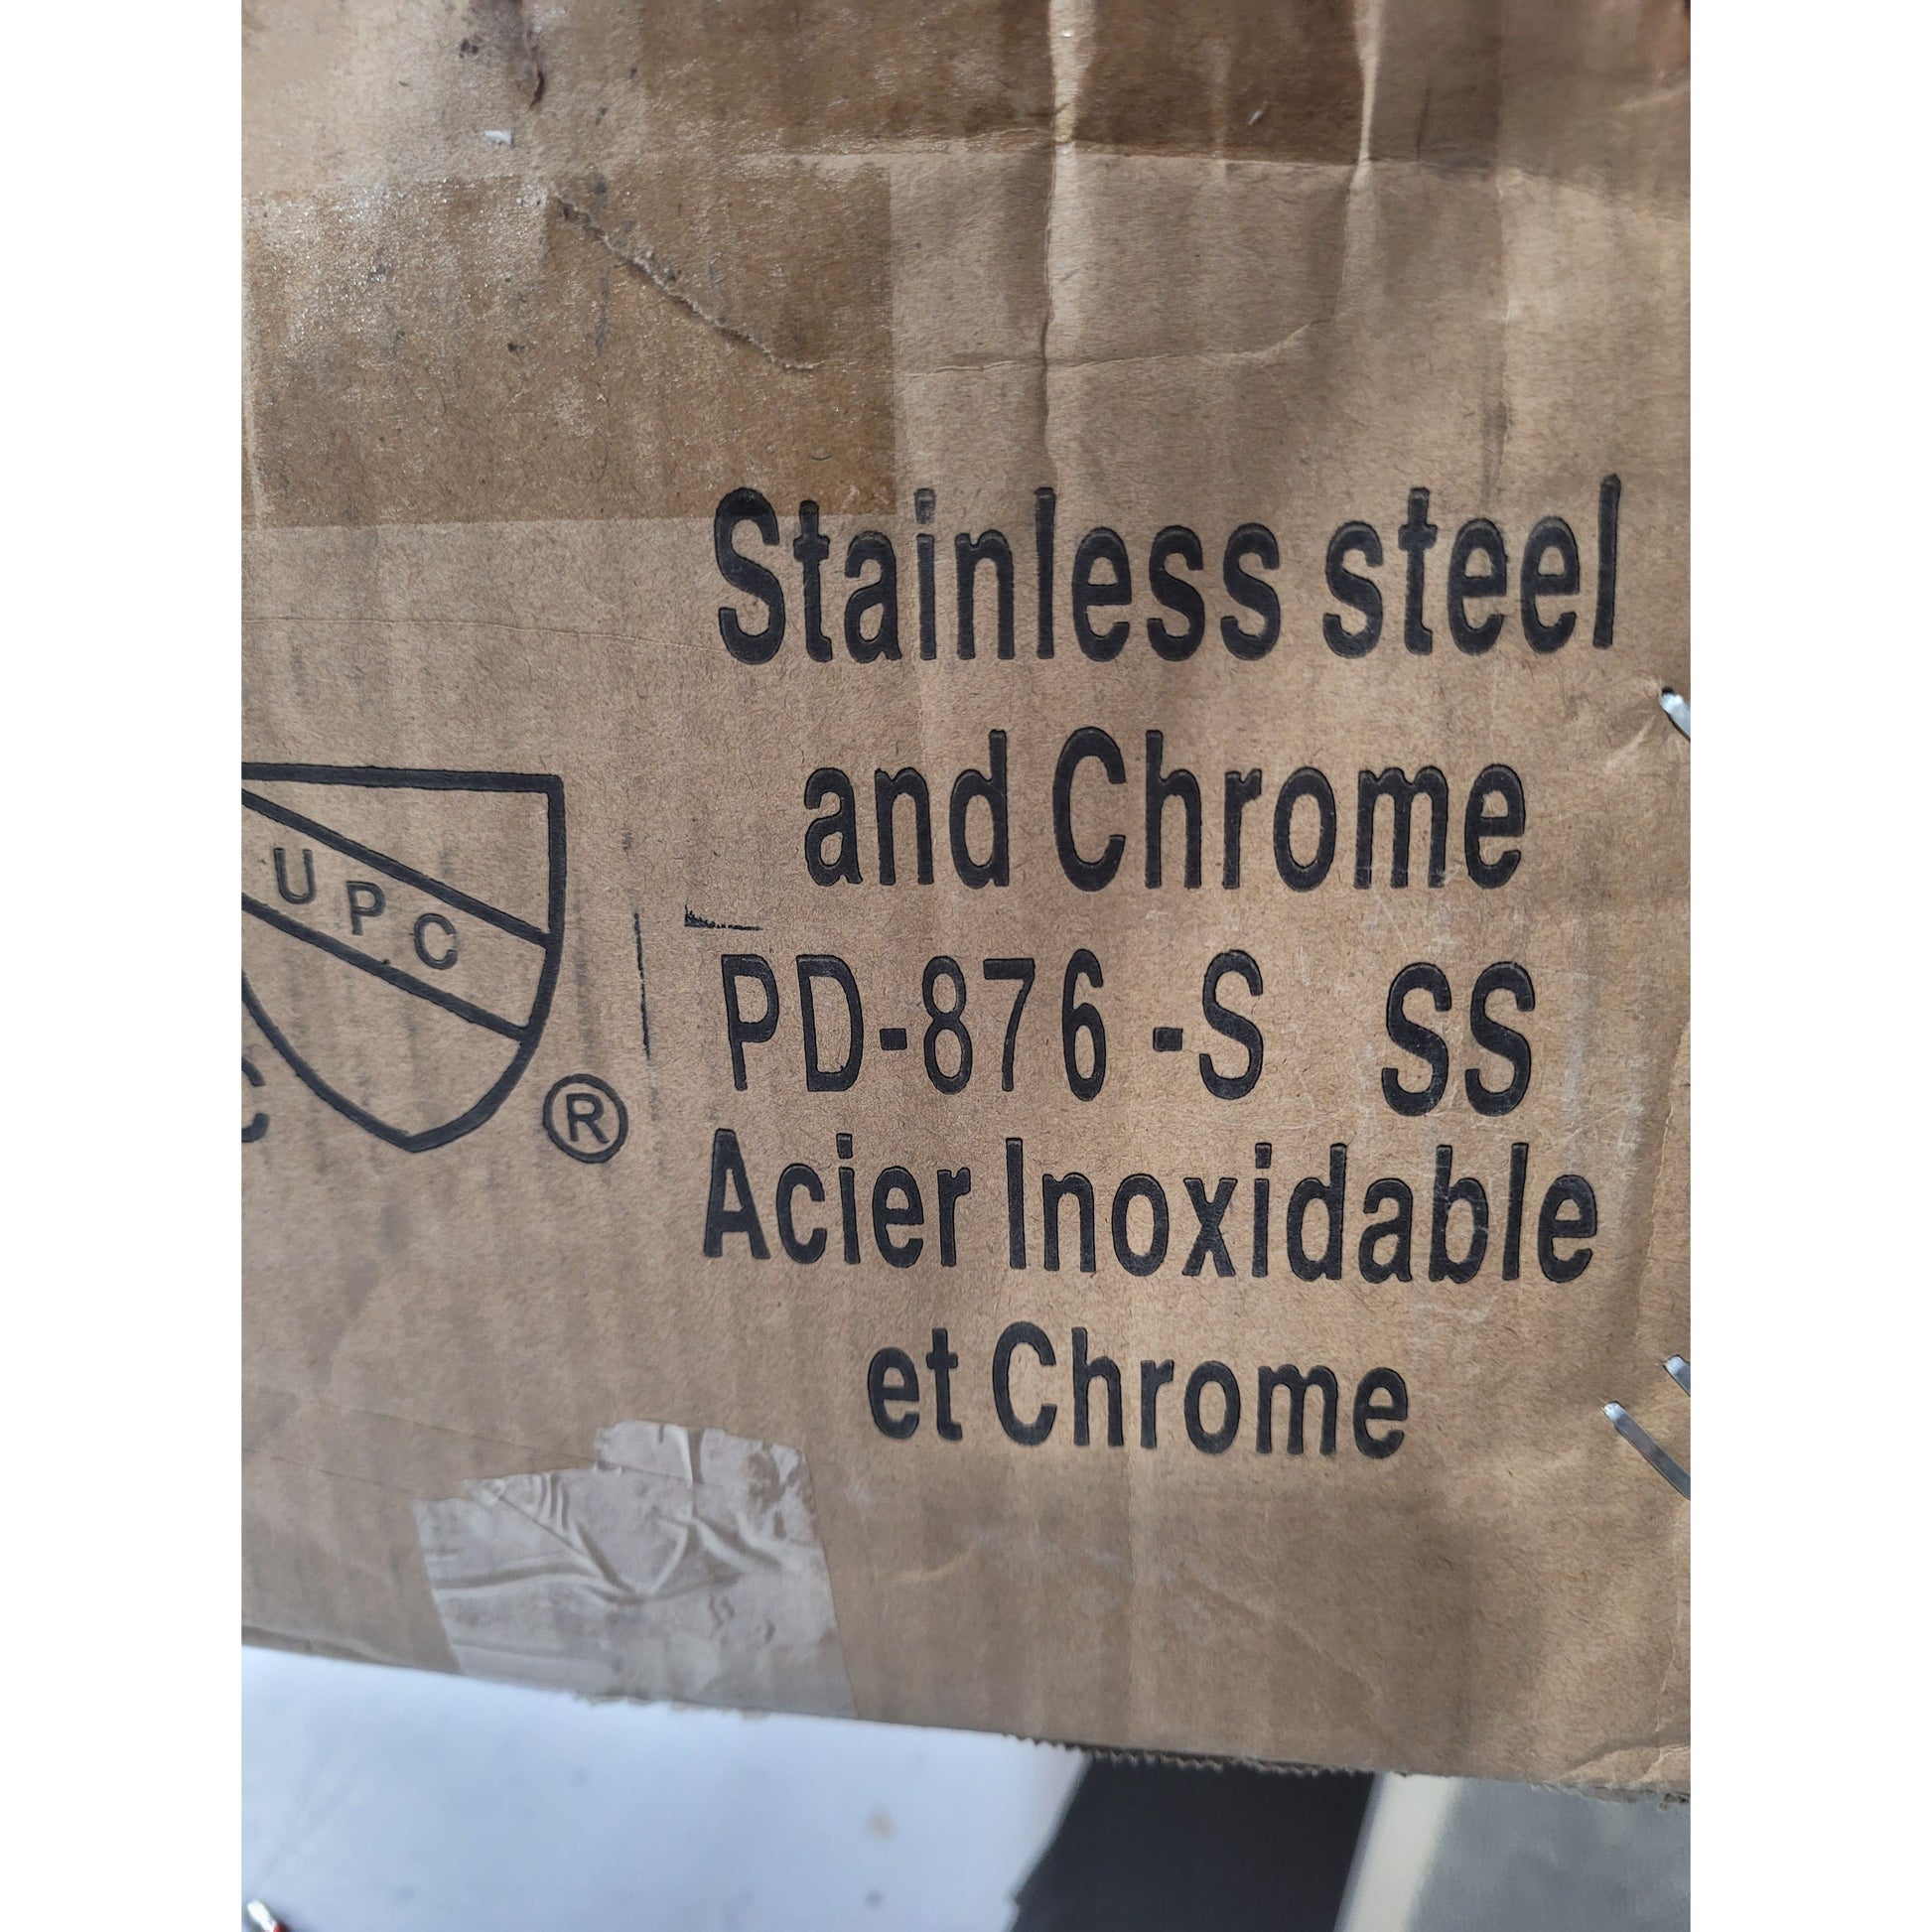 Stainless steel
and Chrome
UPC
PD-876 -S SS
C
®
Acier Inoxidable
et Chrome